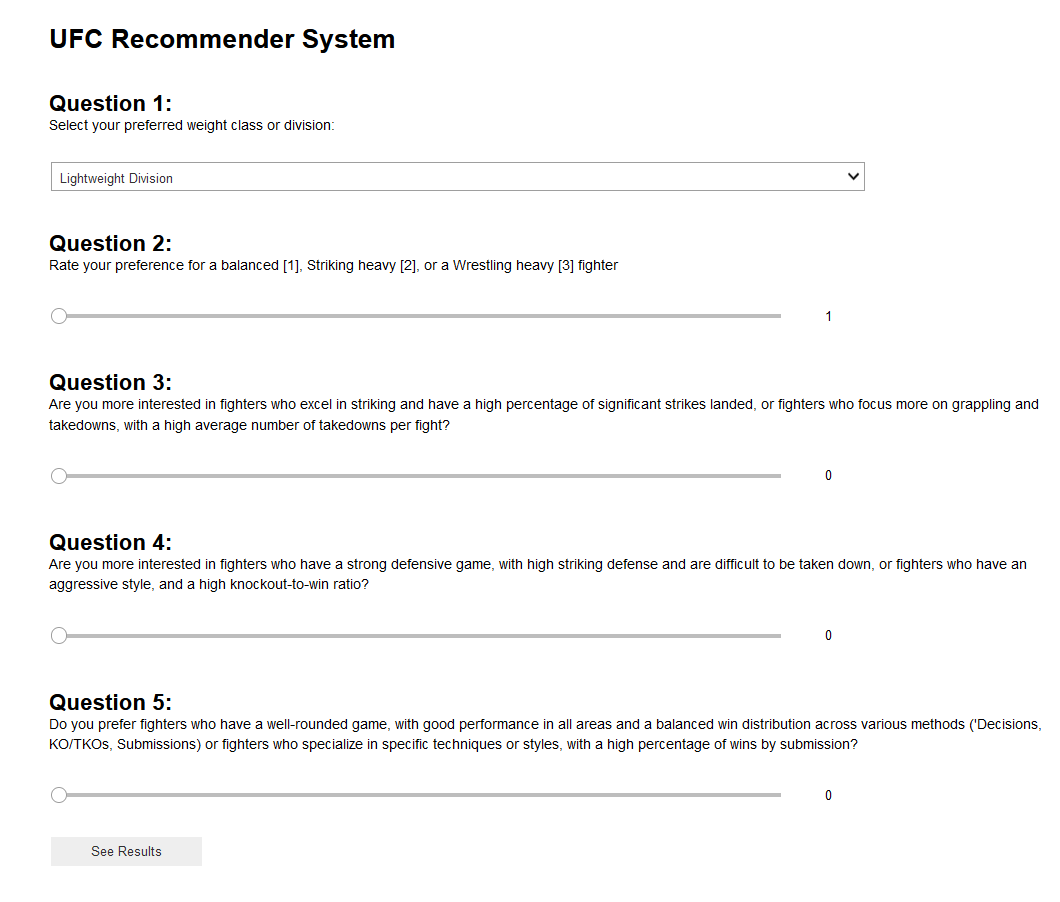 UFC Recommender System
Question 1:
Select your preferred weight class or division:
Lightweight Division
Question 2:
Rate your preference for a balanced [1], Striking heavy [2], or a Wrestling heavy [3] fighter
1
Question 3:
Are you more interested in fighters who excel in striking and have a high percentage of significant strikes landed, or fighters who focus more on grappling and
takedowns, with a high average number of takedowns per fight?
0
Question 4:
Are you more interested in fighters who have a strong defensive game, with high striking defense and are difficult to be taken down, or fighters who have an
aggressive style, and a high knockout-to-win ratio?
0
Question 5:
Do you prefer fighters who have a well-rounded game, with good performance in all areas and a balanced win distribution across various methods ('Decisions,
KO/TKOs, Submissions) or fighters who specialize in specific techniques or styles, with a high percentage of wins by submission?
0
See Results